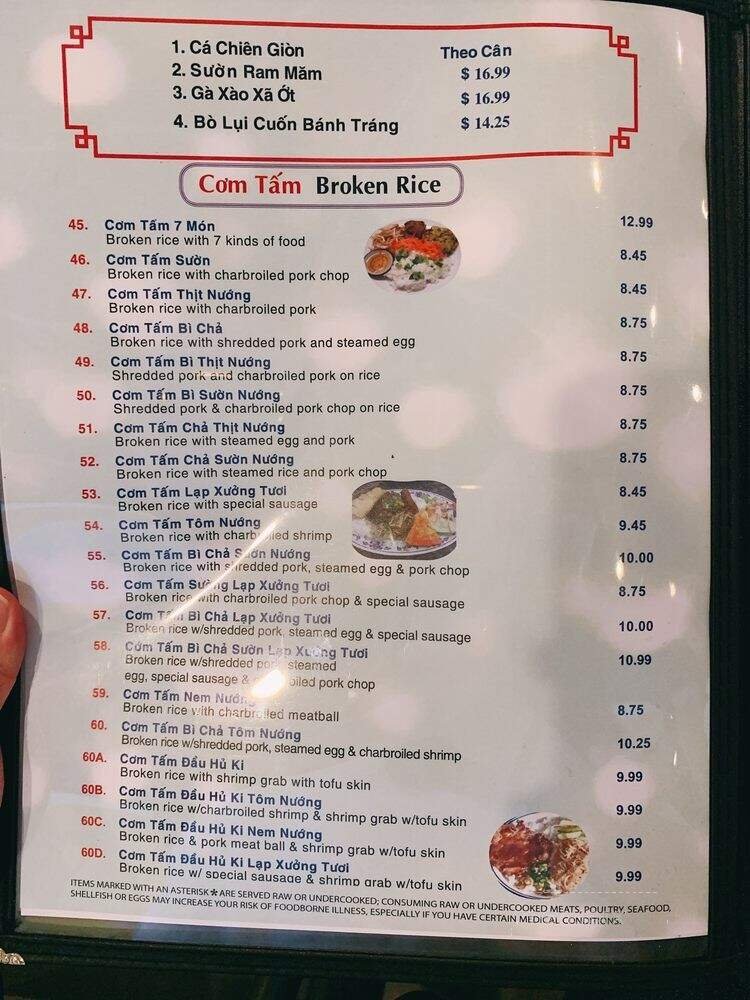 1. Cá Chiên Giòn Theo Cân
2. Sườn Ram Măm $ 16.99
3. Gà Xào Xã Ớt $ 16.99
4. Bò Lụi Cuốn Bánh Tráng $ 14.25
Cơm Tấm Broken Rice
45. Cơm Tấm 7 Món 12.99
Broken rice with 7 kinds of food
46. Cơm Tấm Sườn 8.45
Broken rice with charbroiled pork chop
47. Cơm Tấm Thịt Nướng 8.45
Broken rice with charbroiled pork
48. Cơm Tấm Bì Chả 8.75
Broken rice with shredded pork and steamed egg
49. Cơm Tấm Bì Thịt Nướng 8.75
Shredded pork and charbroiled pork on rice
50. Cơm Tấm Bì Sườn Nướng 8.75
Shredded pork & charbroiled pork chop on rice
51. Cơm Tấm Chả Thịt Nướng 8.75
Broken rice with steamed egg and pork
52. Cơm Tấm Chả Sườn Nướng 8.75
Broken rice with steamed rice and pork chop
53. Cơm Tấm Lạp Xưởng Tươi 8.45
Broken rice with special sausage
54. Cơm Tấm Tôm Nướng 9.45
Broken rice with charbroiled shrimp
55. Cơm Tấm Bì Chả Sườn Nướng 10.00
Broken rice with shredded pork, steamed egg & pork chop
56. Cơm Tấm Sường Lạp Xưởng Tươi 8.75
Broken rice with charbroiled pork chop & special sausage
57. Cơm Tấm Bì Chả Lạp Xưởng Tươi 10.00
Broken rice w/shredded pork, steamed egg & special sausage
58. Cơm Tấm Bì Chả Sườn Lạp Xưởng Tươi 10.99
Broken rice w/shredded pork, steamed
egg, special sausage & charbroiled pork chop
59. Cơm Tấm Nem Nướng 8.75
Broken rice with charbroiled meatball
60. Cơm Tấm Bì Chả Tôm Nướng 10.25
Broken rice w/shredded pork, steamed egg & charbroiled shrimp
60A. Cơm Tấm Đầu Hủ Ki 9.99
Broken rice with shrimp grab with tofu skin
60B. Cơm Tấm Đầu Hủ Ki Tôm Nướng 9.99
Broken rice w/charbroiled shrimp & shrimp grab w/tofu skin
60C. Cơm Tấm Đầu Hủ Ki Nem Nướng 9.99
Broken rice & pork meat ball & shrimp grab w/tofu skin
60D. Cơm Tấm Đầu Hủ Ki Lạp Xưởng Tươi 9.99
Broken rice w/ special sausage & shrimp grab w/tofu skin
ITEMS MARKED WITH AN ASTERISK * ARE SERVED RAW OR UNDERCOOKED; CONSUMING RAW OR UNDERCOOKED MEATS, POULTRY, SEAFOOD,
SHELLFISH OR EGGS MAY INCREASE YOUR RISK OF FOODBORNE ILLNESS, ESPECIALLY IF YOU HAVE CERTAIN MEDICAL CONDITIONS.